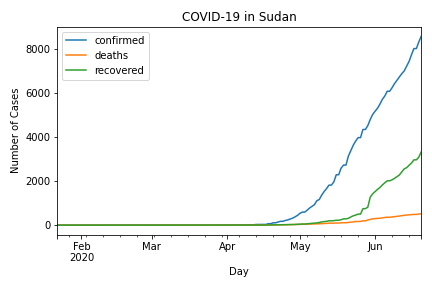 COVID-19 in Sudan
confirmed
deaths
recovered
Number of Cases
8000
6000
4000
2000
0
Feb Mar Apr May Jun
2020
Day